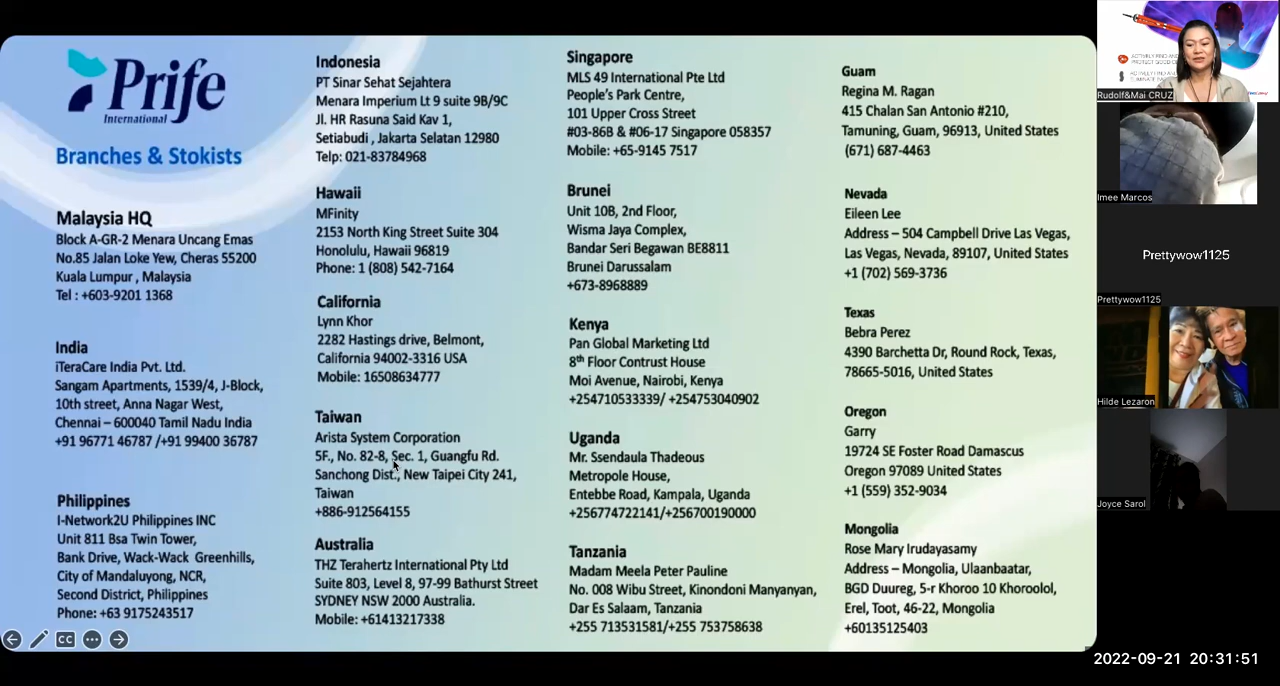 Prife
International
Branches & Stokists
Malaysia HQ
Block A-GR-2 Menara Uncang Emas
No.85 Jalan Loke Yew, Cheras 55200
Kuala Lumpur , Malaysia
Tel : +603-9201 1368
India
iTeraCare India Pvt. Ltd.
Sangam Apartments, 1539/4, J-Block,
10th street, Anna Nagar West,
Chennai – 600040 Tamil Nadu India
+91 96771 46787 /+91 99400 36787
Philippines
I-Network2U Philippines INC
Unit 811 Bsa Twin Tower,
Bank Drive, Wack-Wack Greenhills,
City of Mandaluyong, NCR,
Second District, Philippines
Phone: +63 9175243517
Indonesia
PT Sinar Sehat Sejahtera
Menara Imperium Lt 9 suite 9B/9C
Jl. HR Rasuna Said Kav 1,
Setiabudi , Jakarta Selatan 12980
Telp: 021-83784968
Hawaii
MFinity
2153 North King Street Suite 304
Honolulu, Hawaii 96819
Phone: 1 (808) 542-7164
California
Lynn Khor
2282 Hastings drive, Belmont,
California 94002-3316 USA
Mobile: 16508634777
Taiwan
Arista System Corporation
5F., No. 82-8, Sec. 1, Guangfu Rd.
Sanchong Dist., New Taipei City 241,
Taiwan
+886-912564155
Australia
THZ Terahertz International Pty Ltd
Suite 803, Level 8, 97-99 Bathurst Street
SYDNEY NSW 2000 Australia.
Mobile: +61413217338
Singapore
MLS 49 International Pte Ltd
People's Park Centre,
101 Upper Cross Street
#03-86B & #06-17 Singapore 058357
Mobile: +65-9145 7517
Brunei
Unit 10B, 2nd Floor,
Wisma Jaya Complex,
Bandar Seri Begawan BE8811
Brunei Darussalam
+673-8968889
Kenya
Pan Global Marketing Ltd
8th Floor Contrust House
Moi Avenue, Nairobi, Kenya
+254710533339/ +254753040902
Uganda
Mr. Ssendaula Thadeous
Metropole House,
Entebbe Road, Kampala, Uganda
+256774722141/+256700190000
Tanzania
Madam Meela Peter Pauline
No. 008 Wibu Street, Kinondoni Manyanyan,
Dar Es Salaam, Tanzania
+255 713531581/+255 753758638
Guam
Regina M. Ragan
415 Chalan San Antonio #210,
Tamuning, Guam, 96913, United States
(671) 687-4463
Nevada
Eileen Lee
Address – 504 Campbell Drive Las Vegas,
Las Vegas, Nevada, 89107, United States
+1 (702) 569-3736
Texas
Bebra Perez
4390 Barchetta Dr, Round Rock, Texas,
78665-5016, United States
Oregon
Garry
19724 SE Foster Road Damascus
Oregon 97089 United States
+1 (559) 352-9034
Mongolia
Rose Mary Irudayasamy
Address – Mongolia, Ulaanbaatar,
BGD Duureg, 5-r Khoroo 10 Khoroolol,
Erel, Toot, 46-22, Mongolia
+60135125403
CC
Rudolf&Mai CRUZ
Imee Marcos
Prettywow1125
Prettywow1125
Hilde Lezaron
Joyce Sarol
2022-09-21 20:31:51